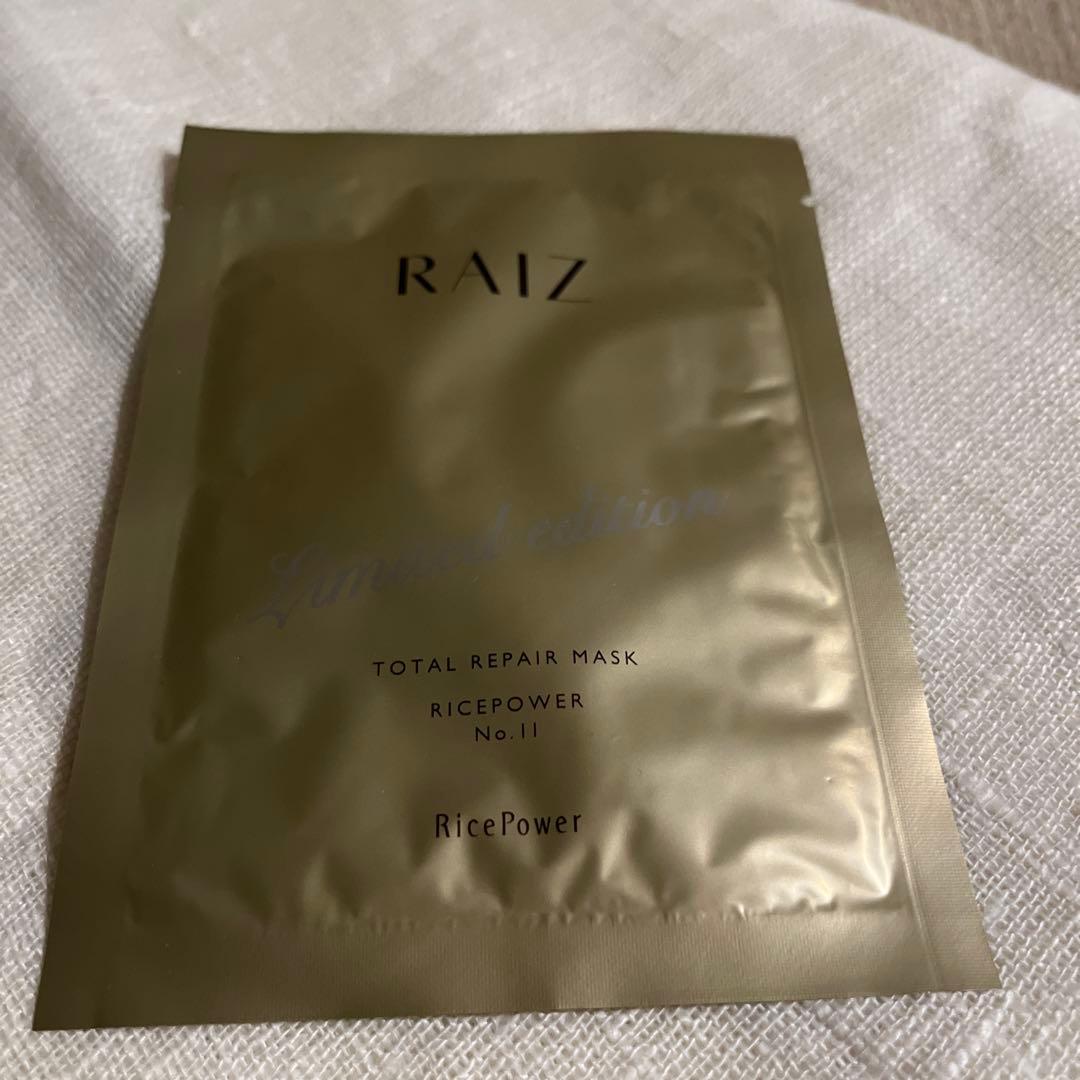 RAIZ
Limited edition
TOTAL REPAIR MASK
RICEPOWER
No.11
RicePower